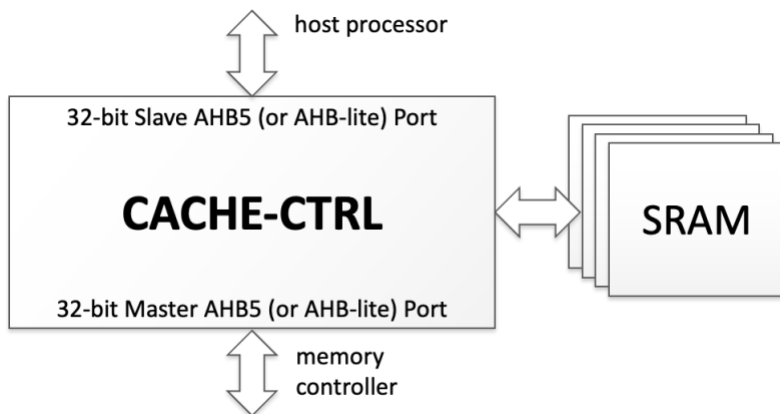 host processor
32-bit Slave AHB5 (or AHB-lite) Port
CACHE-CTRL
SRAM
32-bit Master AHB5 (or AHB-lite) Port
memory
controller